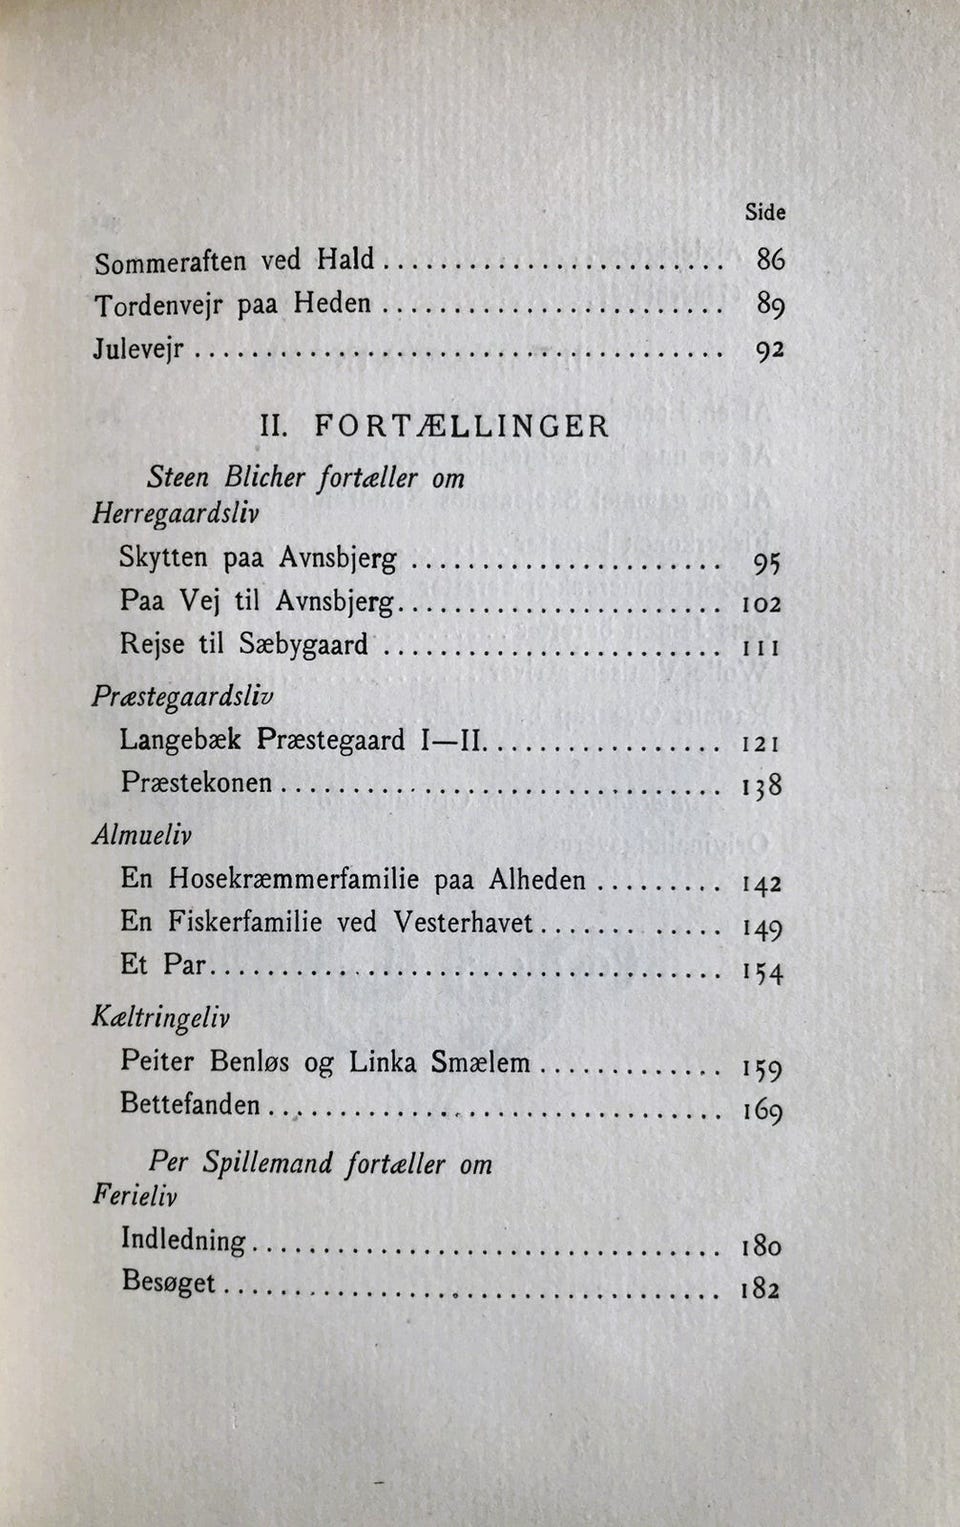 Side
Sommeraften ved Hald ........................ 86
Tordenvejr paa Heden ........................ 89
Julevejr ..................................... 92
II. FORTÆLLINGER
Steen Blicher fortæller om
Herregaardsliv
Skytten paa Avnsbjerg ...................... 95
Paa Vej til Avnsbjerg....................... 102
Rejse til Sæbygaard ........................ 111
Præstegaardsliv
Langebæk Præstegaard I—II................. 121
Præstekonen ............................... 138
Almueliv
En Hosekræmmerfamilie paa Alheden ......... 142
En Fiskerfamilie ved Vesterhavet............. 149
Et Par.................................... 154
Kæltringeliv
Peiter Benløs og Linka Smælem ............. 159
Bettefanden ................................ 169
Per Spillemand fortæller om
Ferieliv
Indledning................................. 180
Besøget ................................... 182